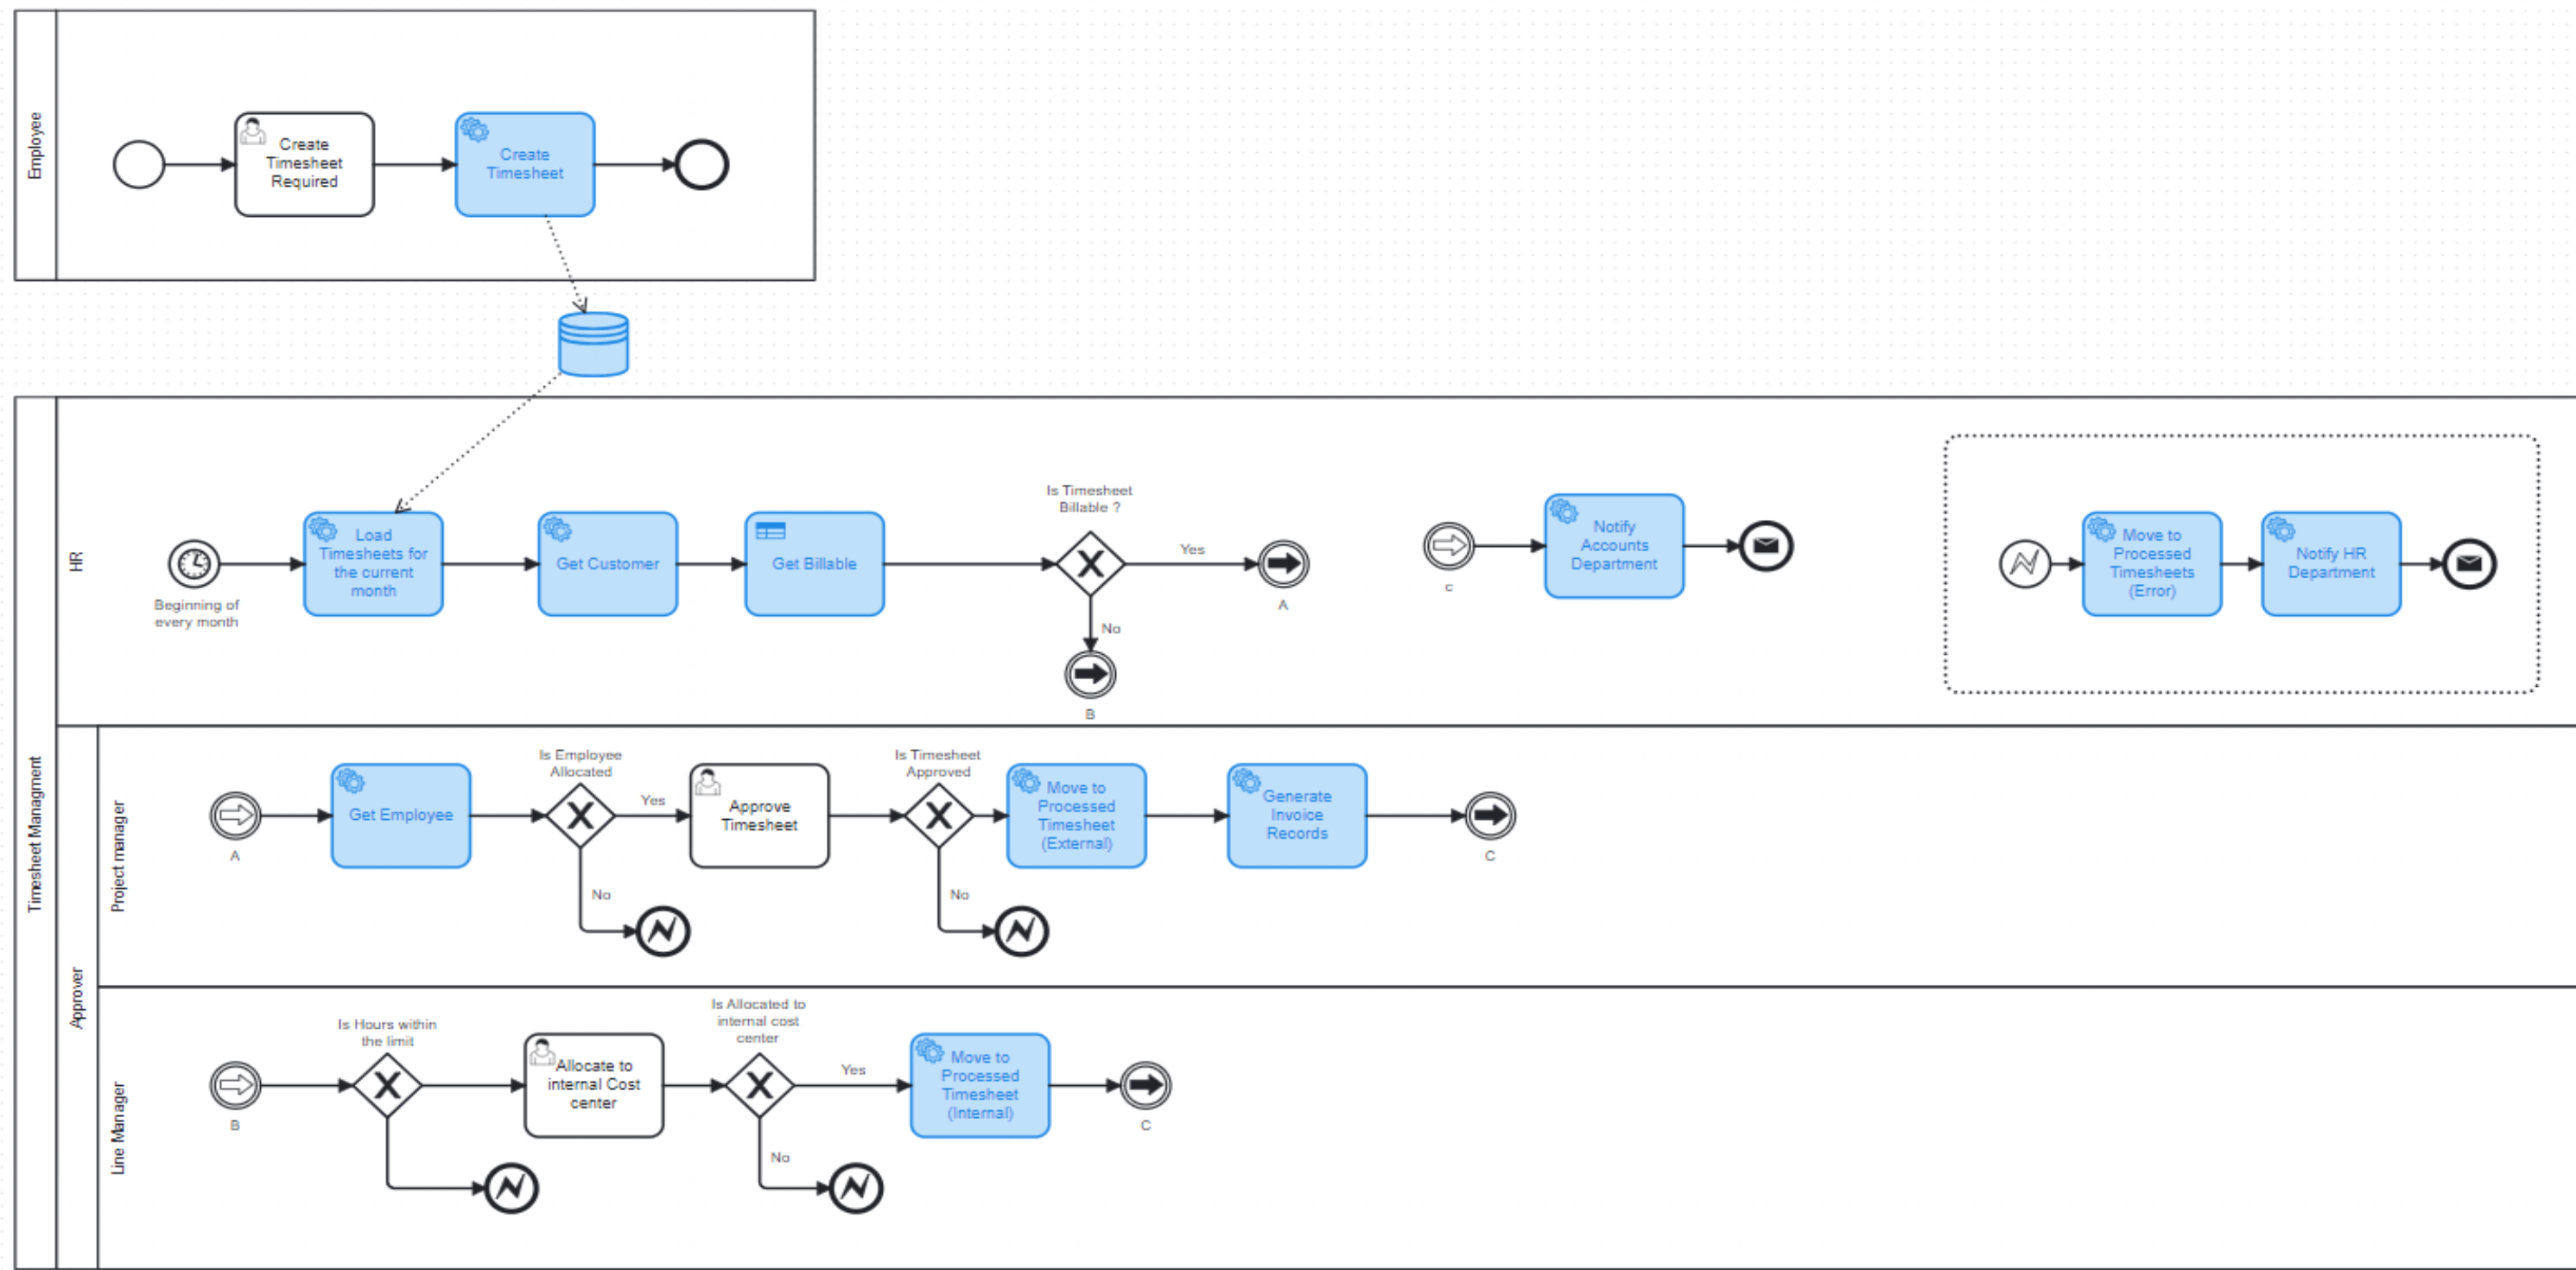 Employee
Create
Timesheet
Required
Create
Timesheet
Timesheet Managment
HR
Beginning of
every month
Load
Timesheets for
the current
month
Get Customer
Get Billable
Is Timesheet
Billable ?
Yes
A
No
B
c
Notify
Accounts
Department
Move to
Processed
Timesheets
(Error)
Notify HR
Department
Approver
Project manager
A
Get Employee
Is Employee
Allocated
Yes
No
Approve
Timesheet
Is Timesheet
Approved
No
Move to
Processed
Timesheet
(External)
Generate
Invoice
Records
C
Line Manager
B
Is Hours within
the limit
Allocate to
internal Cost
center
Is Allocated to
internal cost
center
Yes
No
Move to
Processed
Timesheet
(Internal)
C